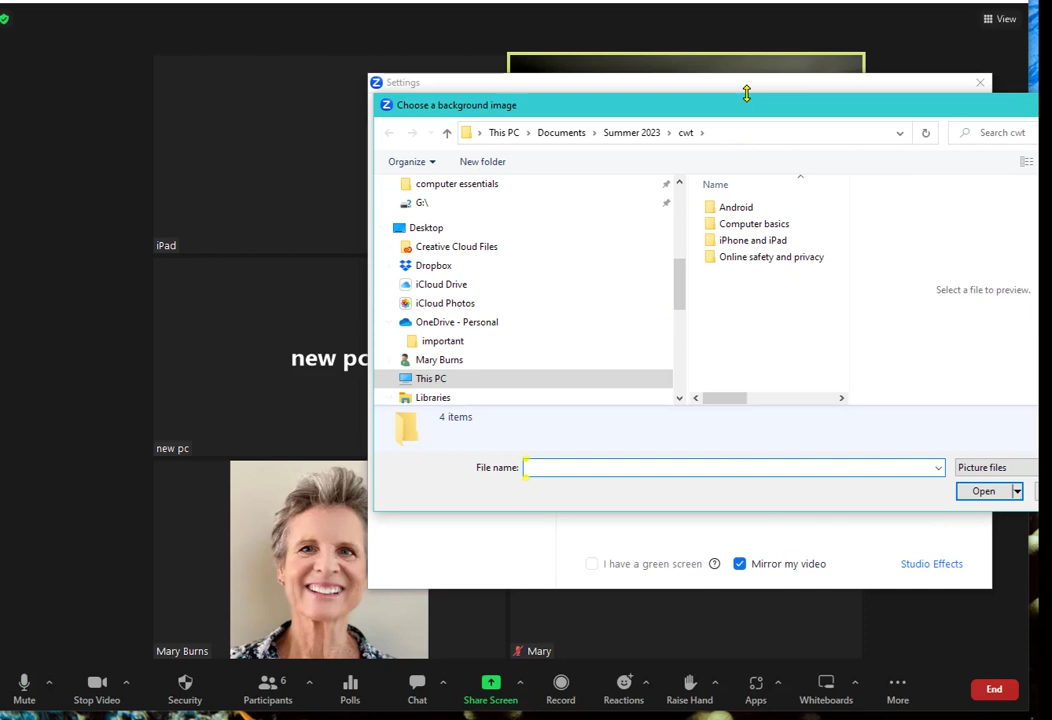 View
Settings
Choose a background image
This PC > Documents > Summer 2023 > cwt >
Search cwt
Organize
New folder
computer essentials
G:\
Desktop
Creative Cloud Files
Dropbox
iCloud Drive
iCloud Photos
OneDrive - Personal
important
Mary Burns
This PC
Libraries
Name
Android
Computer basics
iPhone and iPad
Online safety and privacy
Select a file to preview.
4 items
File name:
Picture files
Open
I have a green screen
Mirror my video
Studio Effects
iPad
new pc
new pc
Mary Burns
Mary
Mute
Stop Video
Security
6
Participants
Polls
Chat
Share Screen
Record
Reactions
Raise Hand
Apps
Whiteboards
More
End